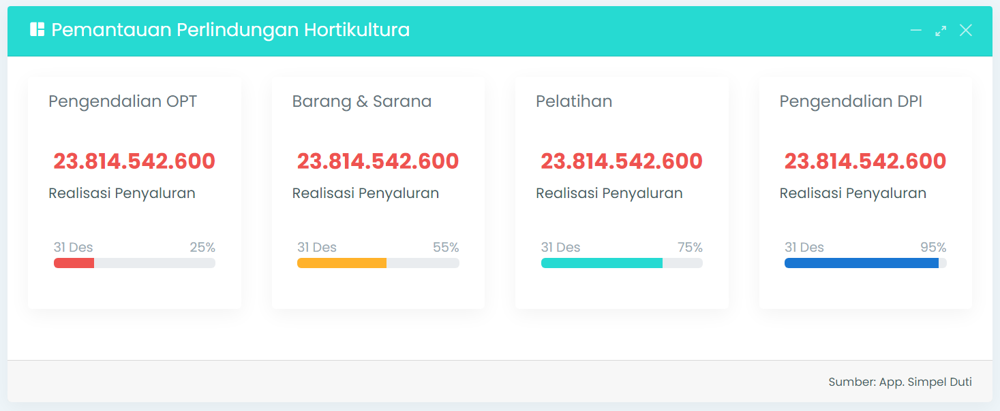 Pemantauan Perlindungan Hortikultura
Pengendalian OPT
23.814.542.600
Realisasi Penyaluran
31 Des 25%
Barang & Sarana
23.814.542.600
Realisasi Penyaluran
31 Des 55%
Pelatihan
23.814.542.600
Realisasi Penyaluran
31 Des 75%
Pengendalian DPI
23.814.542.600
Realisasi Penyaluran
31 Des 95%
Sumber: App. Simpel Duti